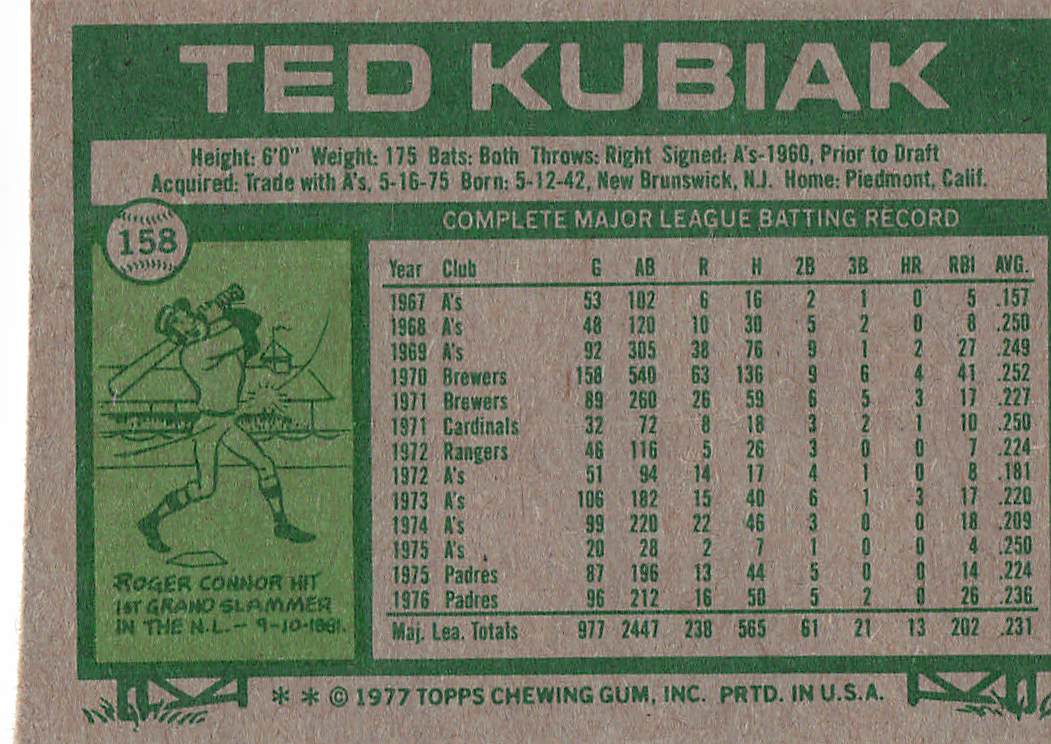 TED KUBIAK
Height: 6'0" Weight: 175 Bats: Both Throws: Right Signed: A's-1960, Prior to Draft
Acquired: Trade with A's, 5-16-75 Born: 5-12-42, New Brunswick, N.J. Home: Piedmont, Calif.
158
COMPLETE MAJOR LEAGUE BATTING RECORD
Year Club G AB R H 2B 3B HR RBI AVG.
1967 A's 53 102 6 16 2 1 0 5 .157
1968 A's 48 120 10 30 5 2 0 8 .250
1969 A's 92 305 38 76 9 1 2 27 .249
1970 Brewers 158 540 63 136 9 6 4 41 .252
1971 Brewers 89 260 26 59 6 5 3 17 .227
1971 Cardinals 32 72 8 18 3 2 1 10 .250
1972 Rangers 46 116 5 26 3 0 0 7 .224
1972 A's 51 94 14 17 4 1 0 8 .181
1973 A's 106 182 15 40 6 1 3 17 .220
1974 A's 99 220 22 46 3 0 0 18 .209
1975 A's 20 28 2 7 1 0 0 4 .250
1975 Padres 87 196 13 44 5 0 0 14 .224
1976 Padres 96 212 16 50 5 2 0 26 .236
Maj. Lea. Totals 977 2447 238 565 61 21 13 202 .231
ROGER CONNOR HIT
1ST GRAND SLAMMER
IN THE N.L. – 9-10-1881.
* * © 1977 TOPPS CHEWING GUM, INC. PRTD. IN U.S.A.